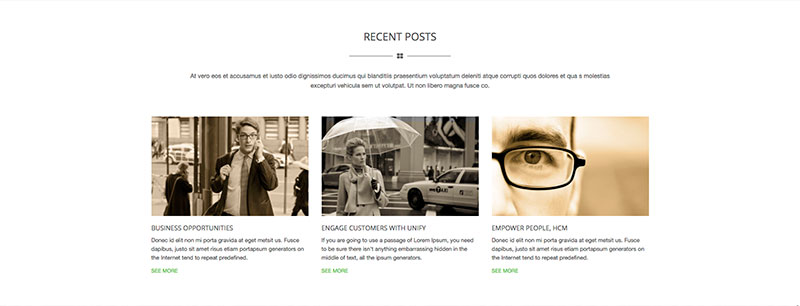 RECENT POSTS
At vero eos et accusamus et iusto odio dignissimos ducimus qui blanditiis praesentium voluptatum deleniti atque corrupti quos dolores et qua s molestias
excepturi vehicula sem ut volutpat. Ut non libero magna fusce co.
BUSINESS OPPORTUNITIES
Donec id elit non mi porta gravida at eget metsit us. Fusce
dapibus, justo sit amet risus etiam portapsum generators on
the Internet tend to repeat predefined.
SEE MORE
ENGAGE CUSTOMERS WITH UNIFY
If you are going to use a passage of Lorem Ipsum, you need
to be sure there isn't anything embarrassing hidden in the
middle of text, all the ipsum generators.
SEE MORE
EMPOWER PEOPLE, HCM
Donec id elit non mi porta gravida at eget metsit us. Fusce
dapibus, justo sit amet risus etiam portapsum generators on
the Internet tend to repeat predefined.
SEE MORE